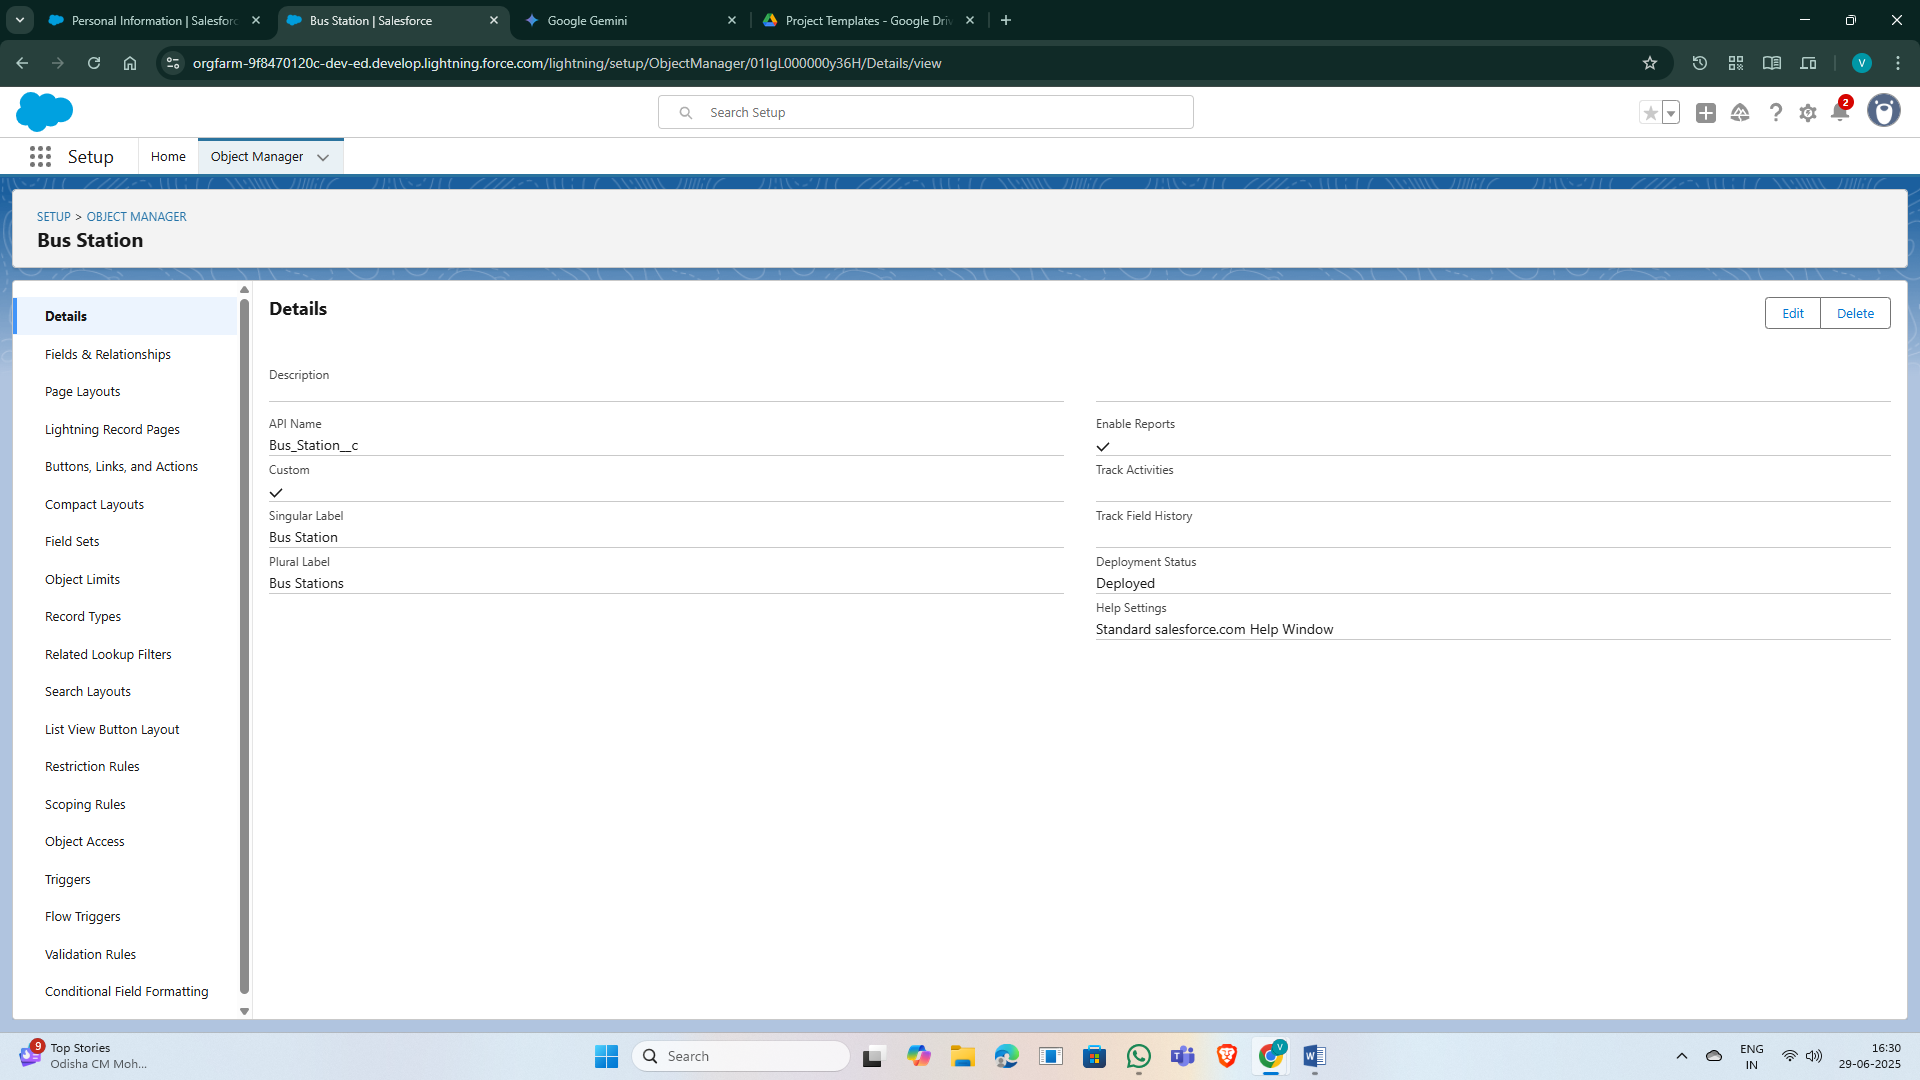 Personal Information | Salesforc
Bus Station | Salesforce
Google Gemini
Project Templates - Google Driv
orgfarm-9f8470120c-dev-ed.develop.lightning.force.com/lightning/setup/ObjectManager/01IgL000000y36H/Details/view
V
Search Setup
2
Setup
Home
Object Manager
SETUP > OBJECT MANAGER
Bus Station
Details
Fields & Relationships
Page Layouts
Lightning Record Pages
Buttons, Links, and Actions
Compact Layouts
Field Sets
Object Limits
Record Types
Related Lookup Filters
Search Layouts
List View Button Layout
Restriction Rules
Scoping Rules
Object Access
Triggers
Flow Triggers
Validation Rules
Conditional Field Formatting
Details
Edit
Delete
Description
API Name
Bus_Station__c
Custom
Singular Label
Bus Station
Plural Label
Bus Stations
Enable Reports
Track Activities
Track Field History
Deployment Status
Deployed
Help Settings
Standard salesforce.com Help Window
9
Top Stories
Odisha CM Moh...
Search
V
ENG
IN
16:30
29-06-2025